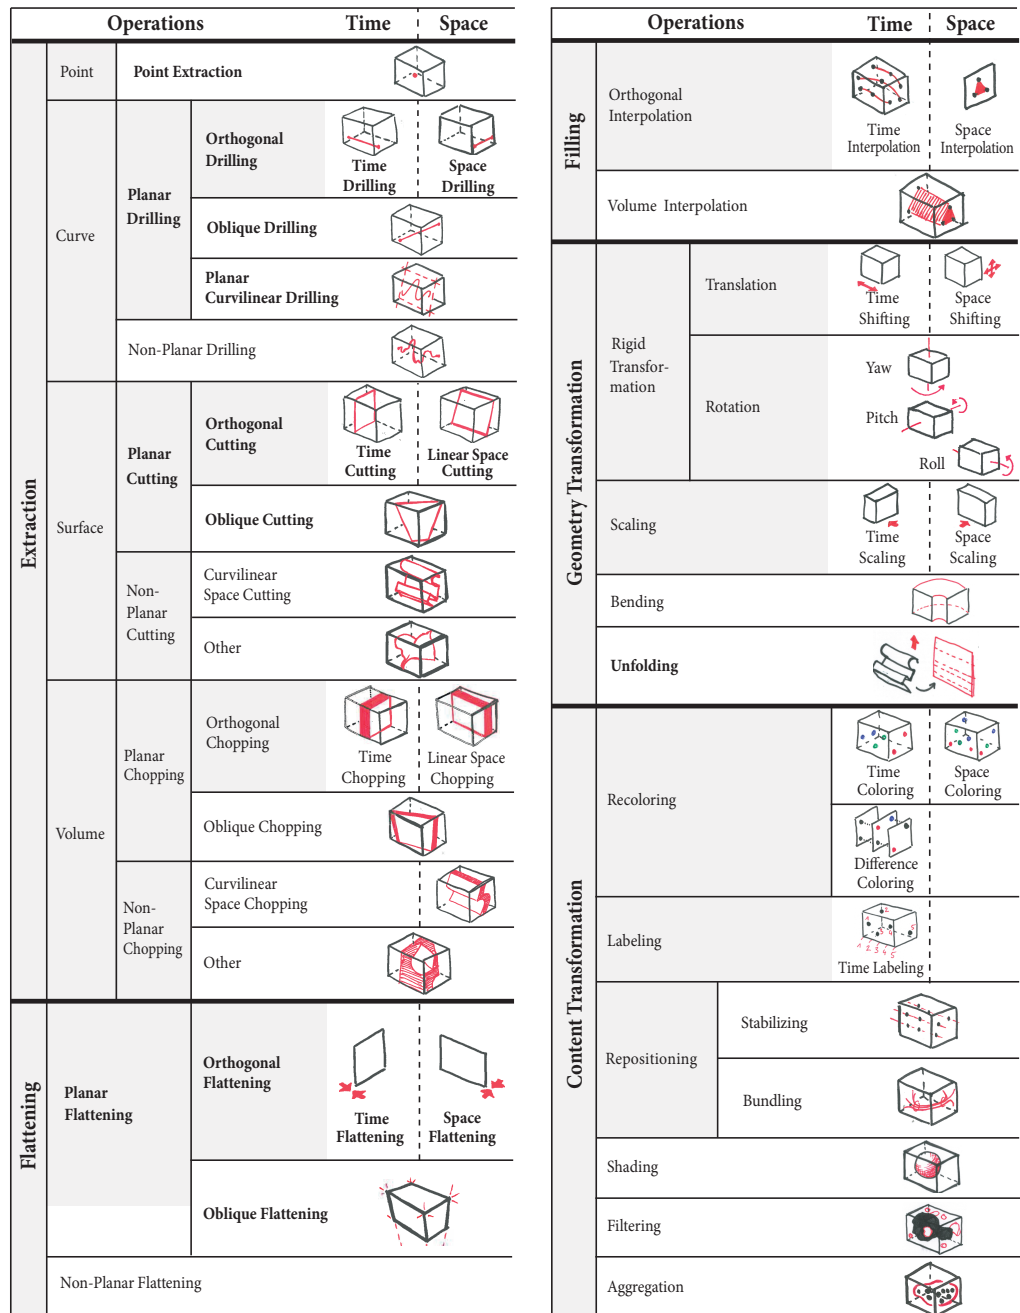 Operations Time Space
Extraction
Point
Point Extraction
Curve
Planar
Drilling
Orthogonal
Drilling
Time
Drilling
Space
Drilling
Oblique Drilling
Planar
Curvilinear Drilling
Non-Planar Drilling
Surface
Planar
Cutting
Orthogonal
Cutting
Time
Cutting
Linear Space
Cutting
Oblique Cutting
Non-
Planar
Cutting
Curvilinear
Space Cutting
Other
Volume
Planar
Chopping
Orthogonal
Chopping
Time
Chopping
Linear Space
Chopping
Oblique Chopping
Non-
Planar
Chopping
Curvilinear
Space Chopping
Other
Flattening
Planar
Flattening
Orthogonal
Flattening
Time
Flattening
Space
Flattening
Oblique Flattening
Non-Planar Flattening
Operations Time Space
Filling
Orthogonal
Interpolation
Time
Interpolation
Space
Interpolation
Volume Interpolation
Geometry Transformation
Rigid
Transfor-
mation
Translation
Time
Shifting
Space
Shifting
Rotation
Yaw
Pitch
Roll
Scaling
Time
Scaling
Space
Scaling
Bending
Unfolding
Content Transformation
Recoloring
Time
Coloring
Space
Coloring
Difference
Coloring
Labeling
1 2 3 4 5
Time Labeling
Repositioning
Stabilizing
Bundling
Shading
Filtering
Aggregation